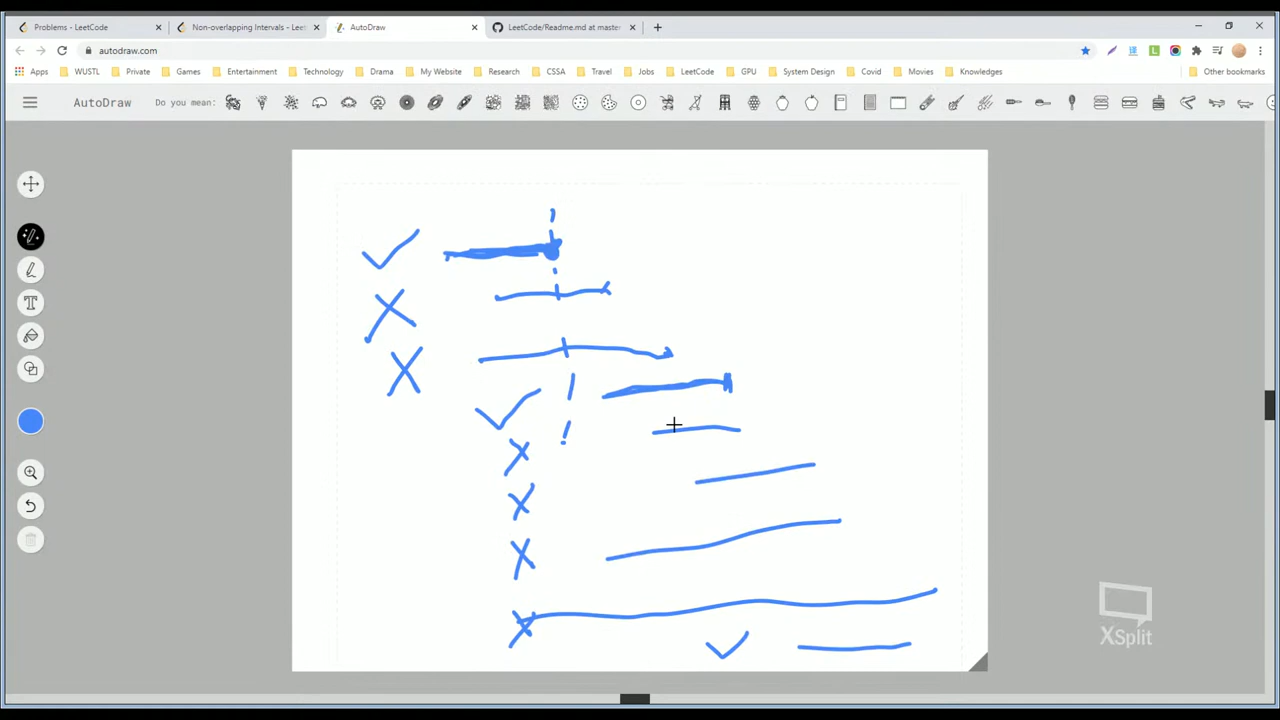 Problems - LeetCode
Non-overlapping Intervals - Leet
AutoDraw
LeetCode/Readme.md at master
autodraw.com
Apps WUSTL Private Games Entertainment Technology Drama My Website Research CSSA Travel Jobs LeetCode GPU System Design Covid Movies Knowledges Other bookmarks
AutoDraw Do you mean:
XSplit